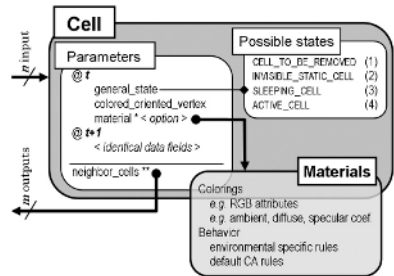 Cell
n input
Parameters
@ t
general_state
colored_oriented_vertex
material * < option >
@ t+1
< identical data fields >
neighbor_cells **
m outputs
Possible states
CELL_TO_BE_REMOVED (1)
INVISIBLE_STATIC_CELL (2)
SLEEPING_CELL (3)
ACTIVE_CELL (4)
Materials
Colorings
e.g. RGB attributes
e.g. ambient, diffuse, specular coef.
Behavior
environmental specific rules
default CA rules